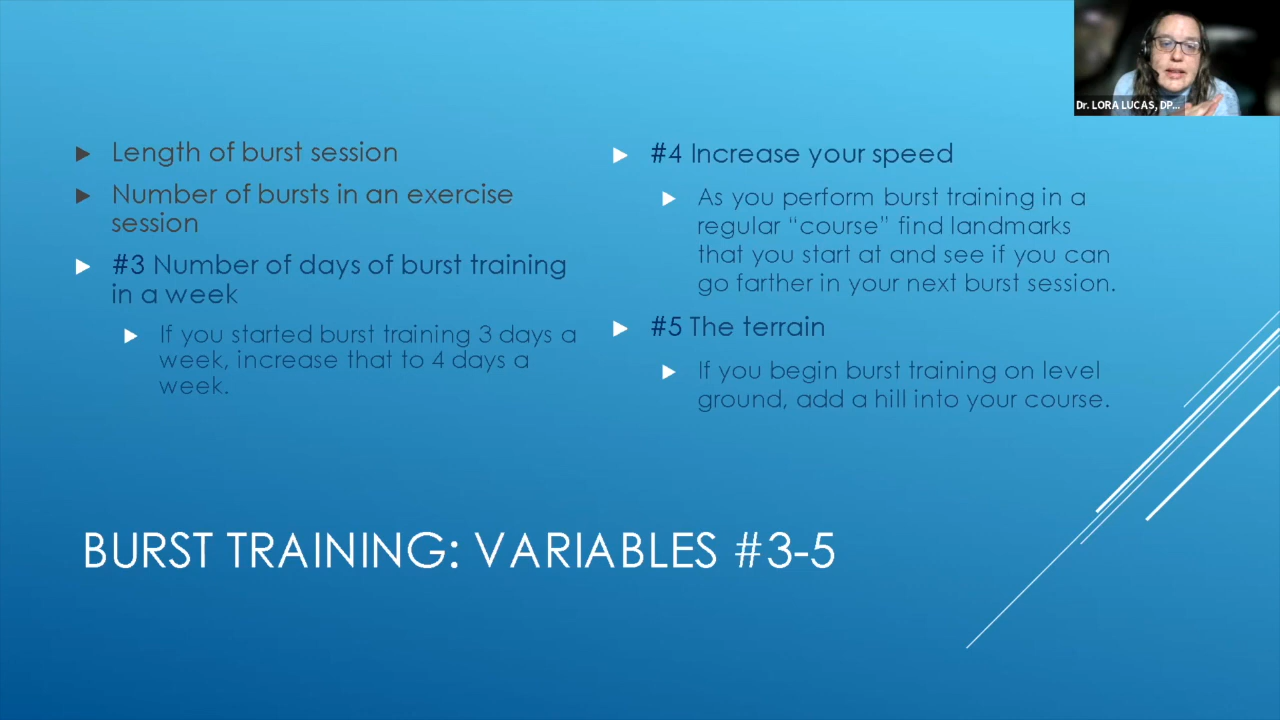 Length of burst session
Number of bursts in an exercise
session
#3 Number of days of burst training
in a week
If you started burst training 3 days a
week, increase that to 4 days a
week.
#4 Increase your speed
As you perform burst training in a
regular “course” find landmarks
that you start at and see if you can
go farther in your next burst session.
#5 The terrain
If you begin burst training on level
ground, add a hill into your course.
BURST TRAINING: VARIABLES #3-5
Dr. LORA LUCAS, DP...